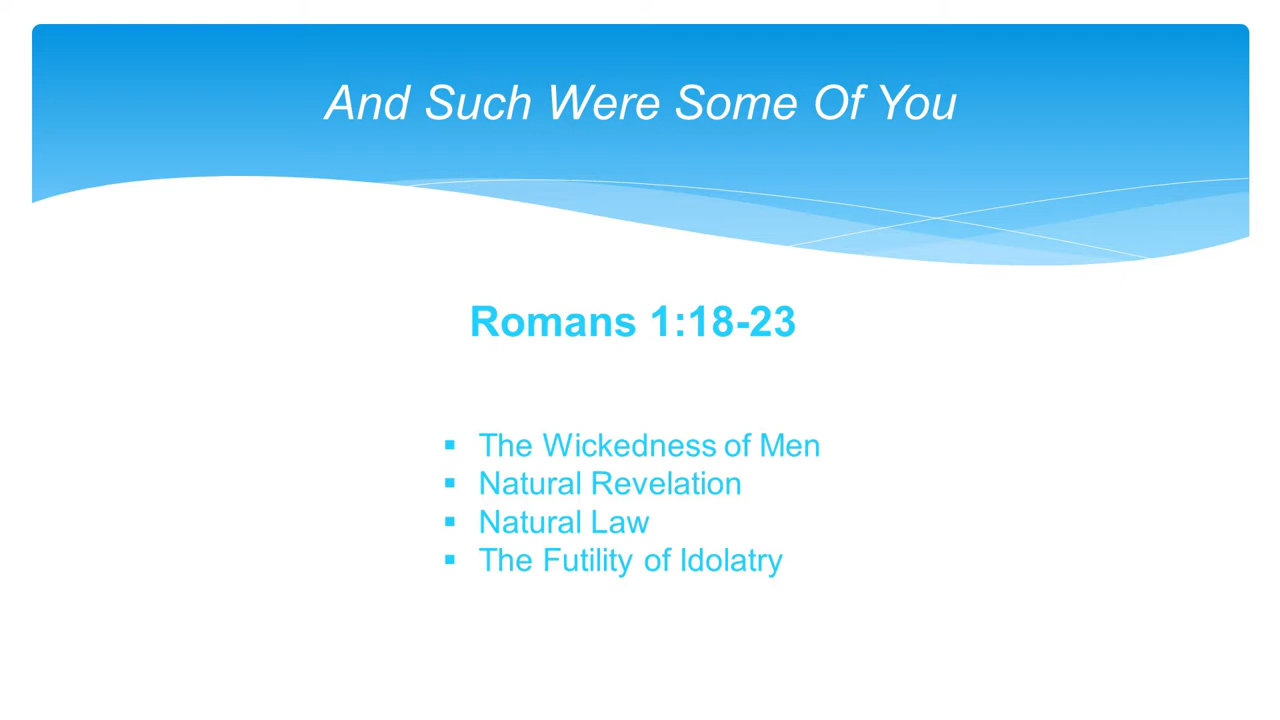 And Such Were Some Of You
Romans 1:18-23
▪ The Wickedness of Men
▪ Natural Revelation
▪ Natural Law
▪ The Futility of Idolatry